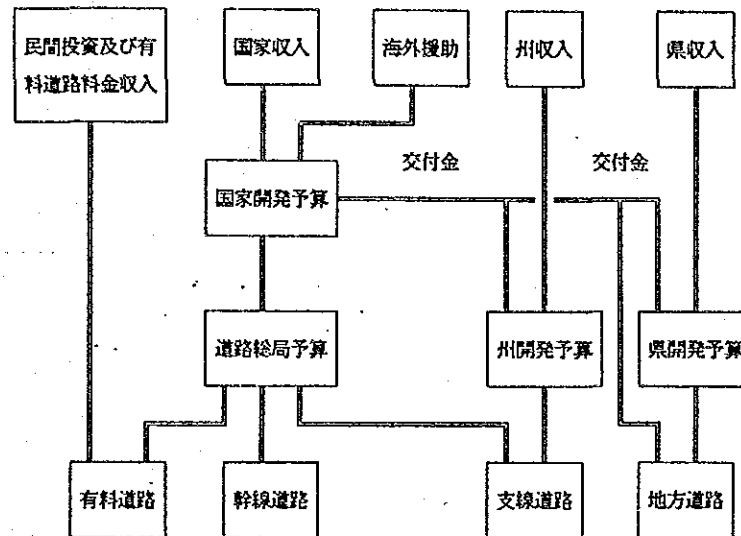 民間投資及び有
料道路料金収入
国家収入
海外援助
州収入
県収入
交付金
交付金
国家開発予算
道路総局予算
州開発予算
県開発予算
有料道路
幹線道路
支線道路
地方道路